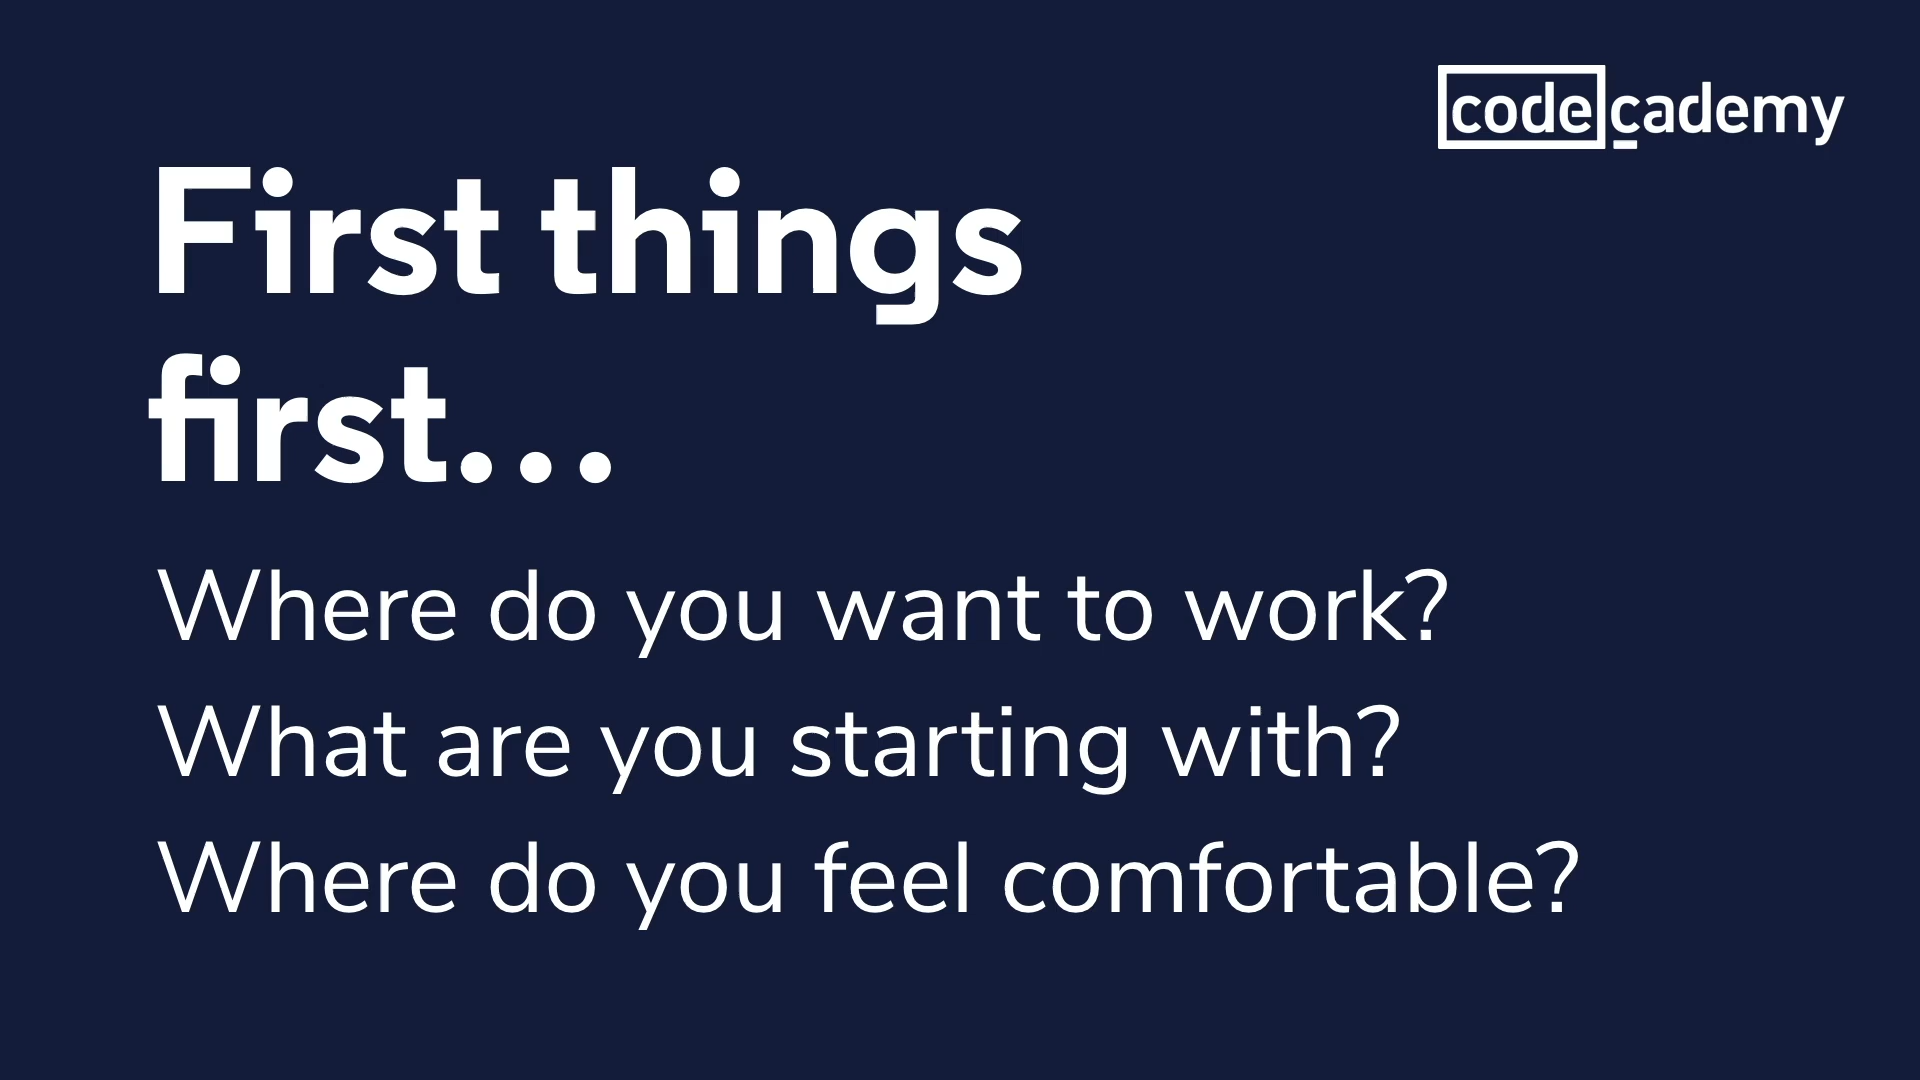 codecademy
First things
first...
Where do you want to work?
What are you starting with?
Where do you feel comfortable?